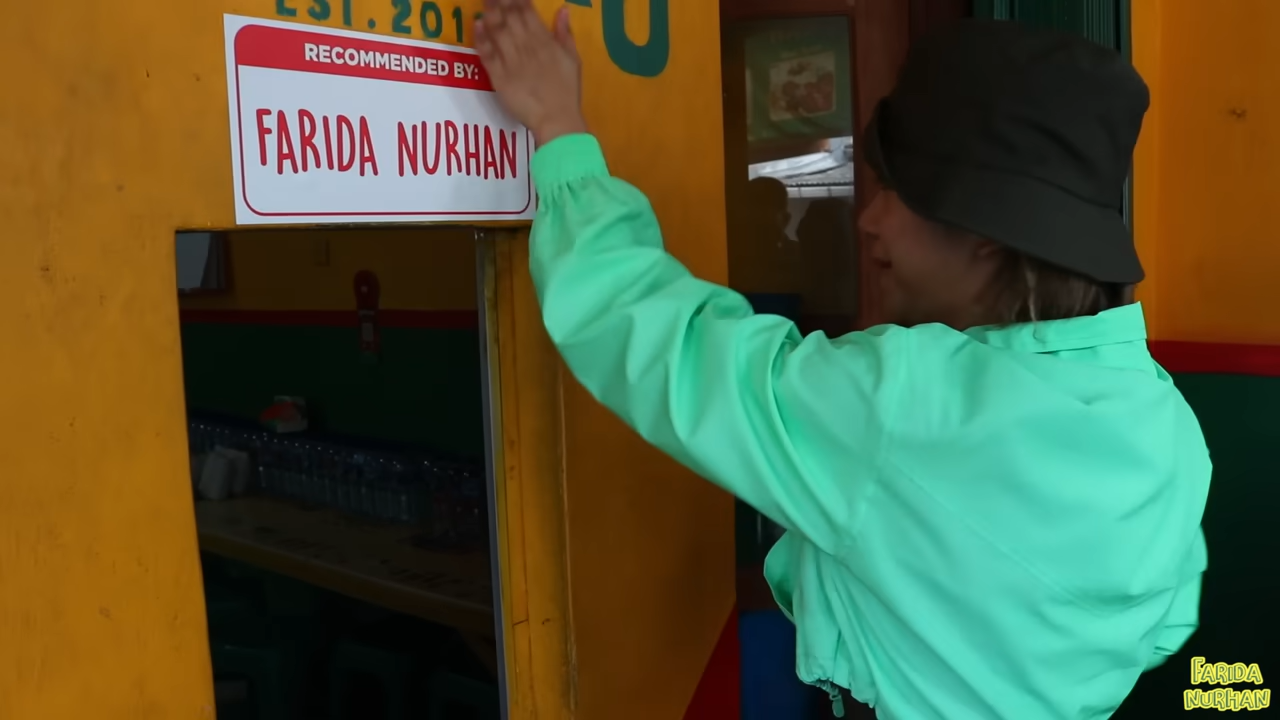 EST. 201
RECOMMENDED BY:
FARIDA NURHAN
FARIDA
NURHAN